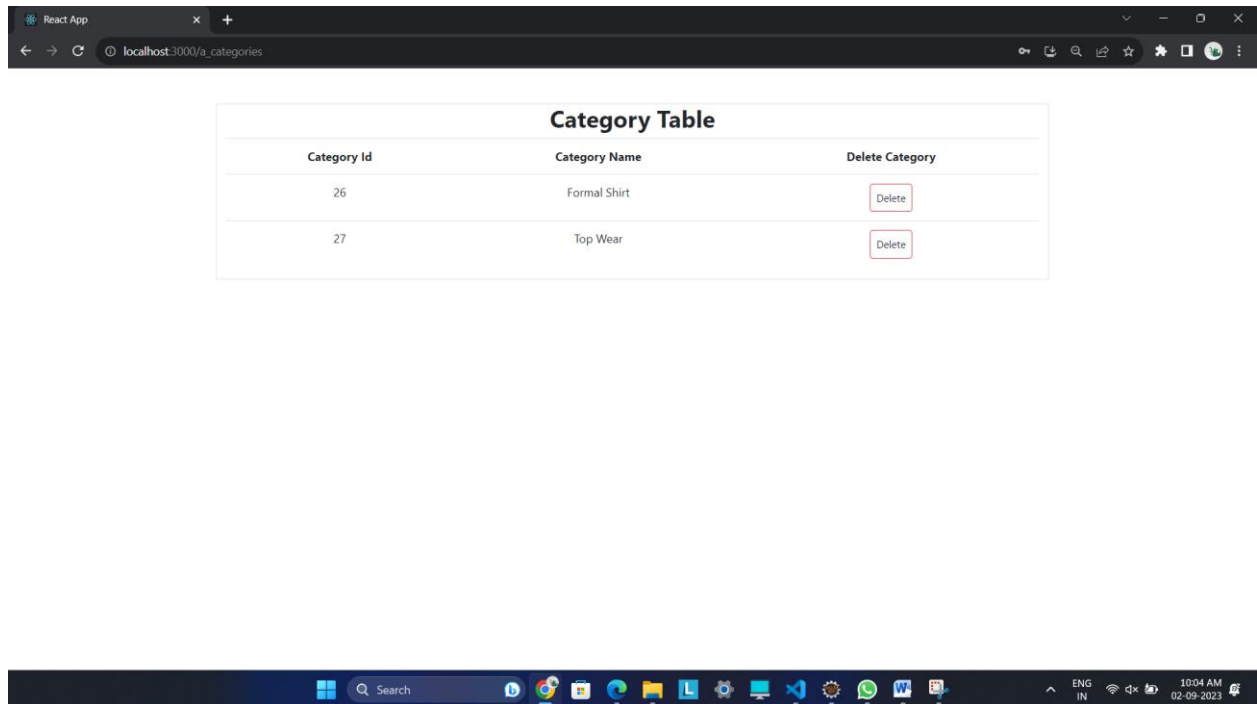 React App
localhost:3000/a_categories
Category Table
Category Id Category Name Delete Category
26 Formal Shirt Delete
27 Top Wear Delete
Search
ENG
IN
10:04 AM
02-09-2023